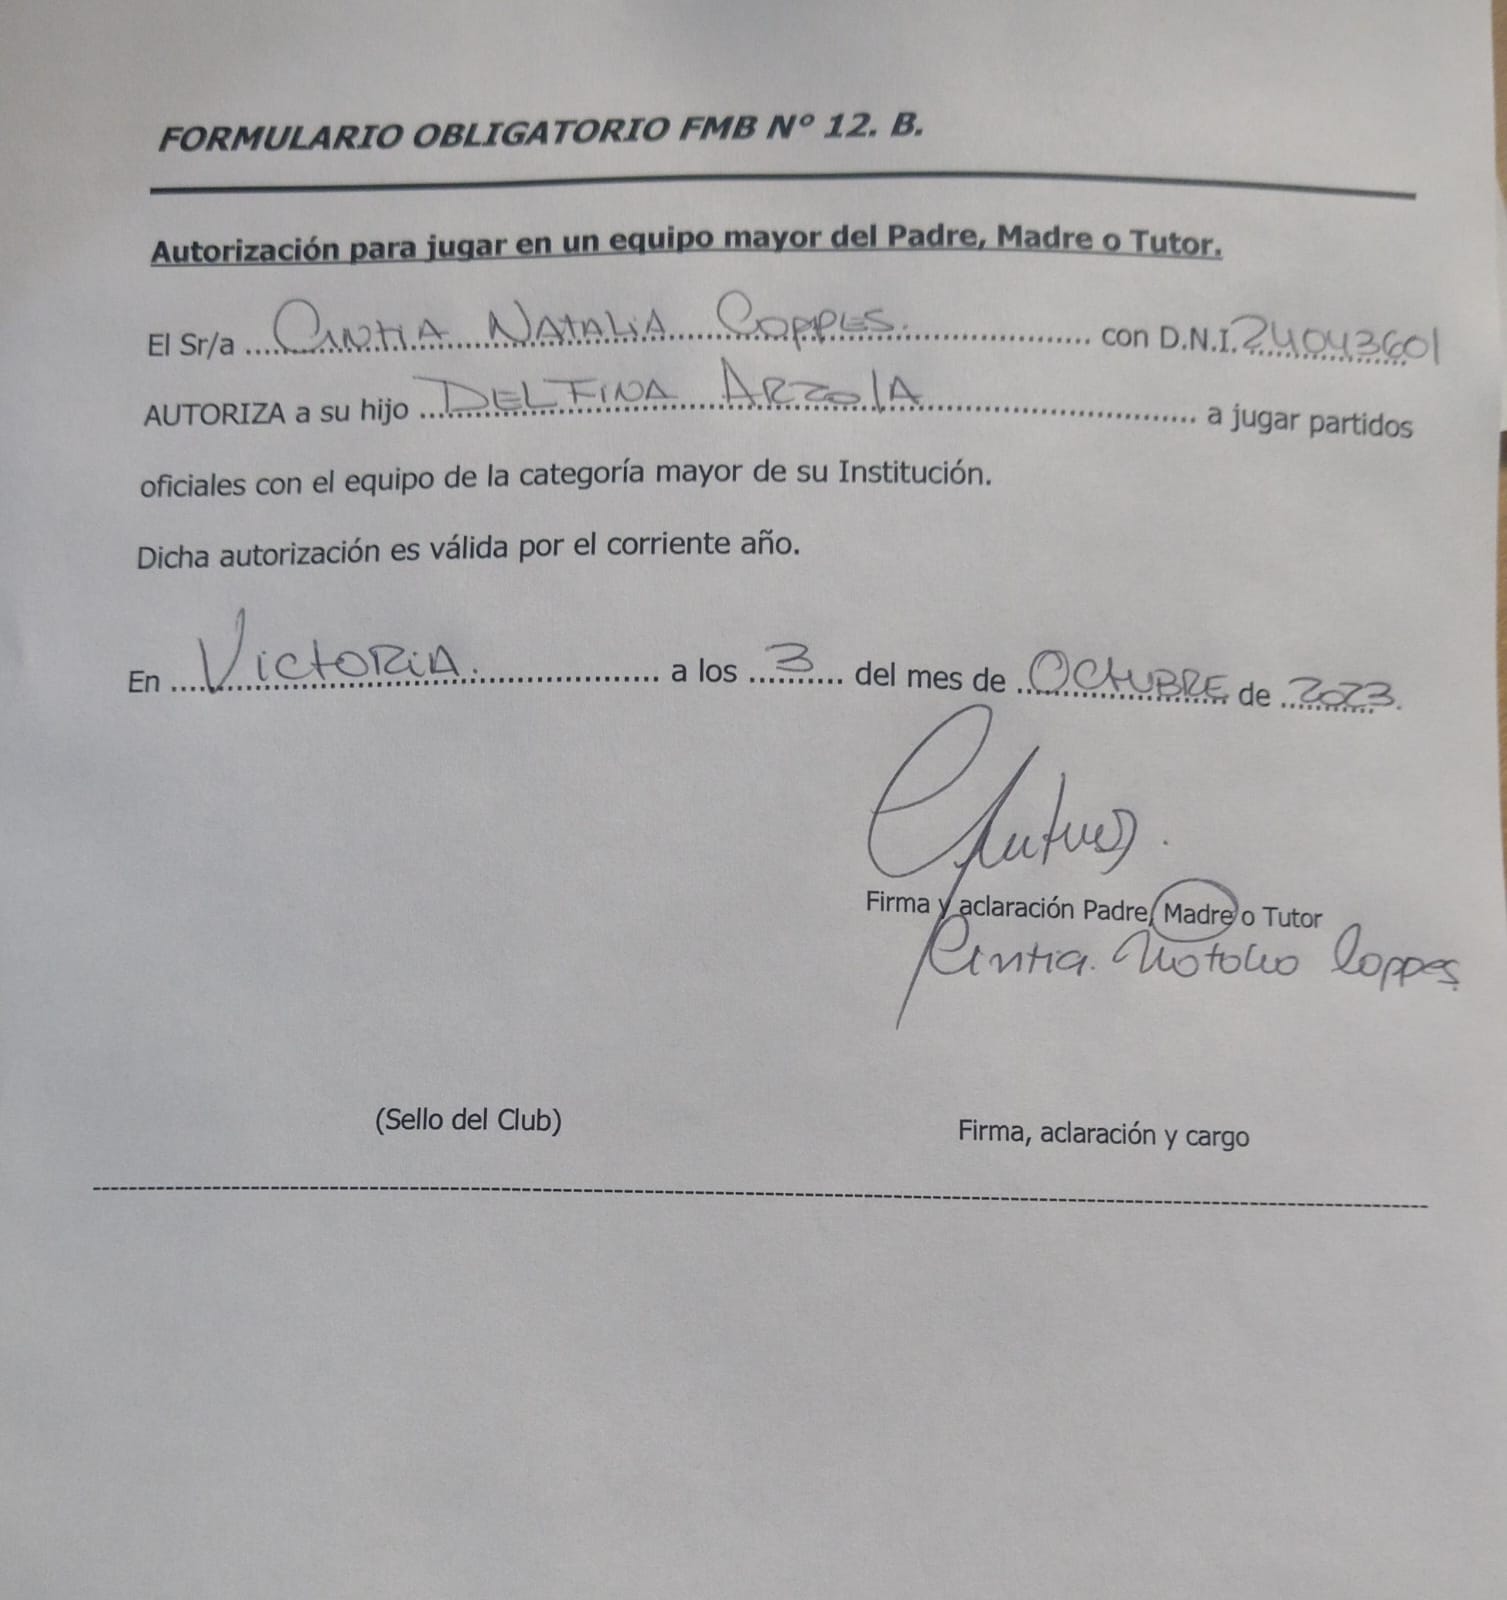 FORMULARIO OBLIGATORIO FMB Nº 12. B.
Autorización para jugar en un equipo mayor del Padre, Madre o Tutor.
El Sr/a Cintia Natalia Coppes. con D.N.I. 24043601
AUTORIZA a su hijo Delfina Arzola a jugar partidos
oficiales con el equipo de la categoría mayor de su Institución.
Dicha autorización es válida por el corriente año.
En Victoria. a los 3 del mes de Octubre de 2023.
Firma y aclaración Padre, Madre o Tutor
Cintia. Natalia Coppes
(Sello del Club)
Firma, aclaración y cargo